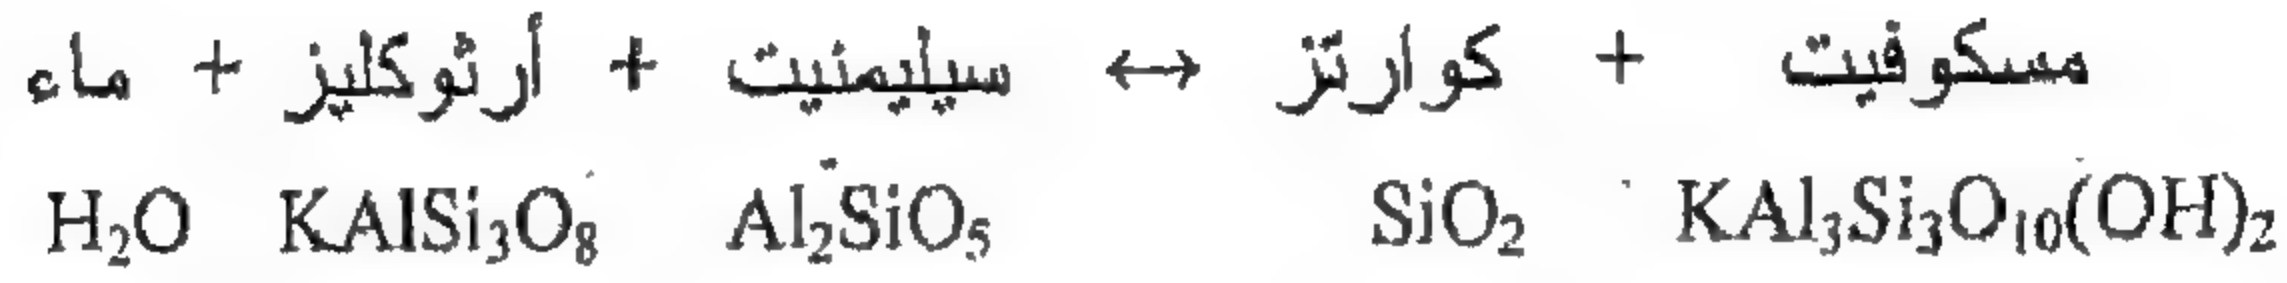 مسكوفيت + كوارتز ↔ سيليمنيت + أرثوكليز + ماء
KAl₃Si₃O₁₀(OH)₂ SiO₂ Al₂SiO₅ KAlSi₃O₈ H₂O